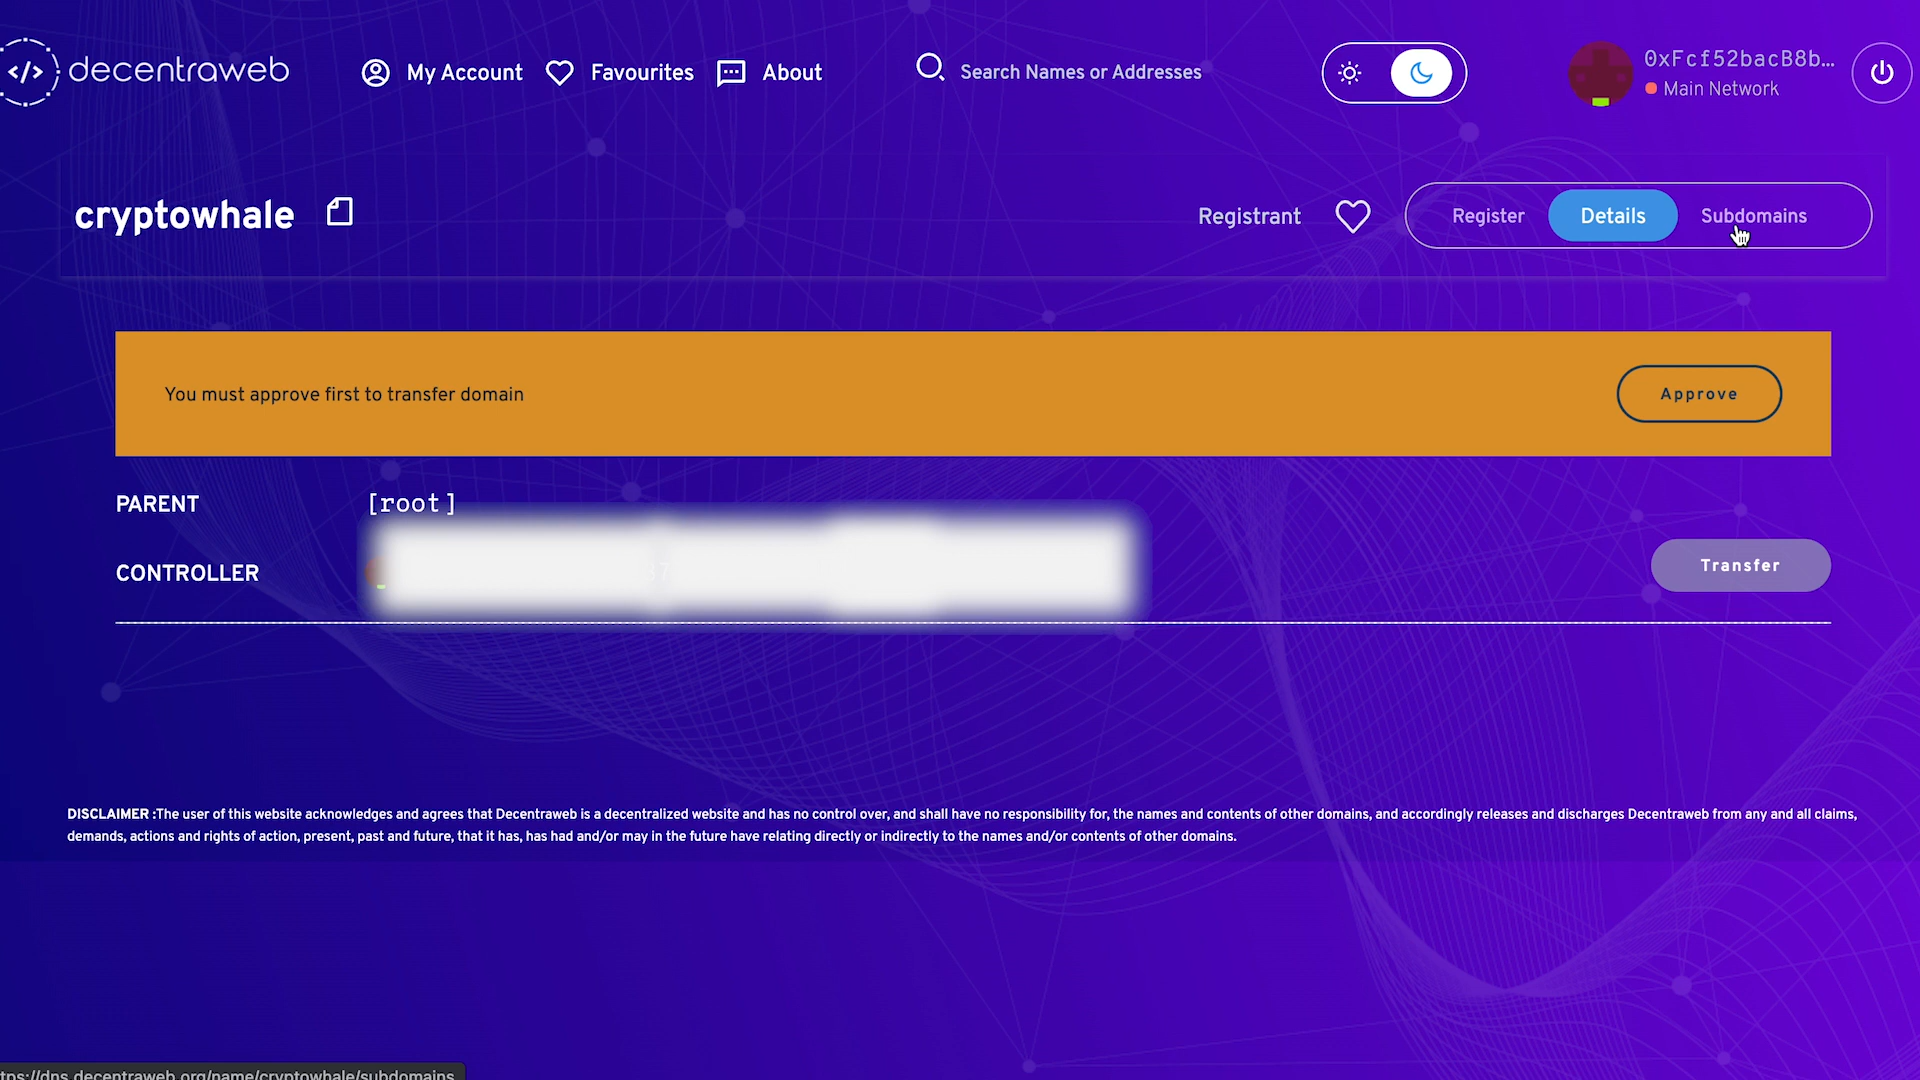 </> decentraweb
My Account
Favourites
About
Search Names or Addresses
0xFcf52bacB8b...
Main Network
cryptowhale
Registrant
Register
Details
Subdomains
You must approve first to transfer domain
Approve
PARENT
[root]
CONTROLLER
Transfer
DISCLAIMER :The user of this website acknowledges and agrees that Decentraweb is a decentralized website and has no control over, and shall have no responsibility for, the names and contents of other domains, and accordingly releases and discharges Decentraweb from any and all claims,
demands, actions and rights of action, present, past and future, that it has, has had and/or may in the future have relating directly or indirectly to the names and/or contents of other domains.
tps://dns.decentraweb.org/name/cryptowhale/subdomains